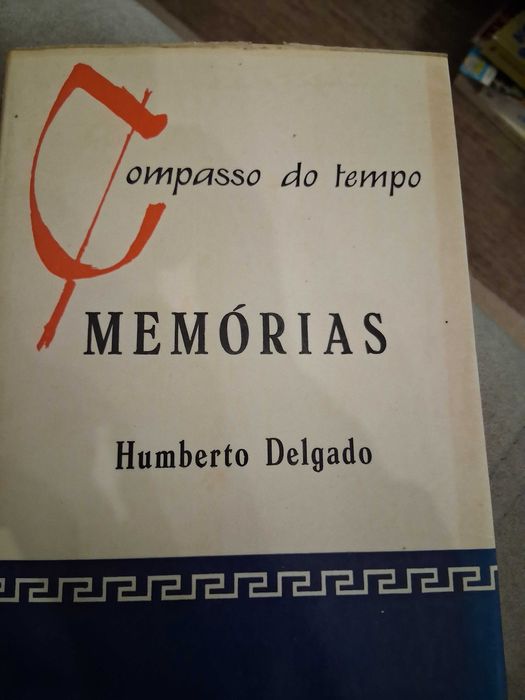 Compasso do tempo
MEMÓRIAS
Humberto Delgado